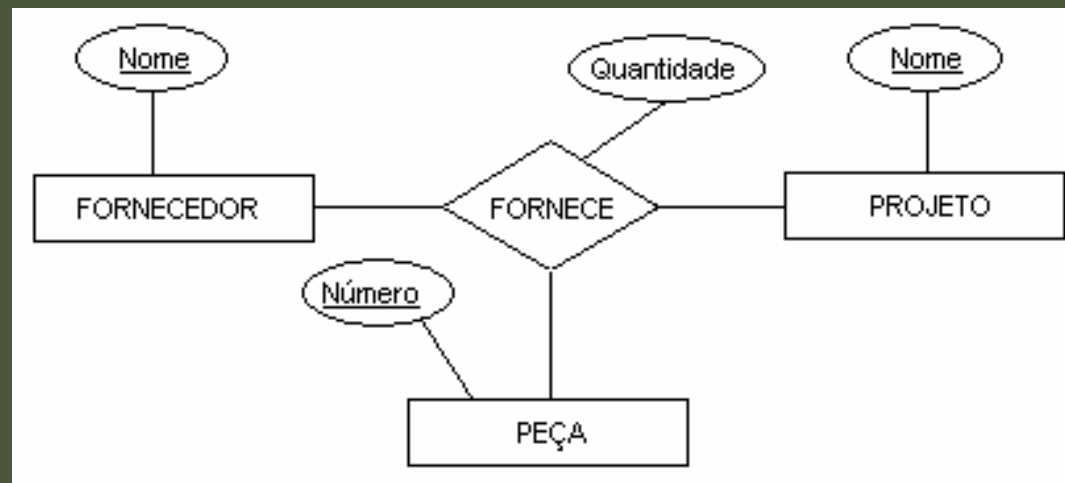 Nome
Quantidade
Nome
FORNECEDOR
FORNECE
PROJETO
Número
PEÇA